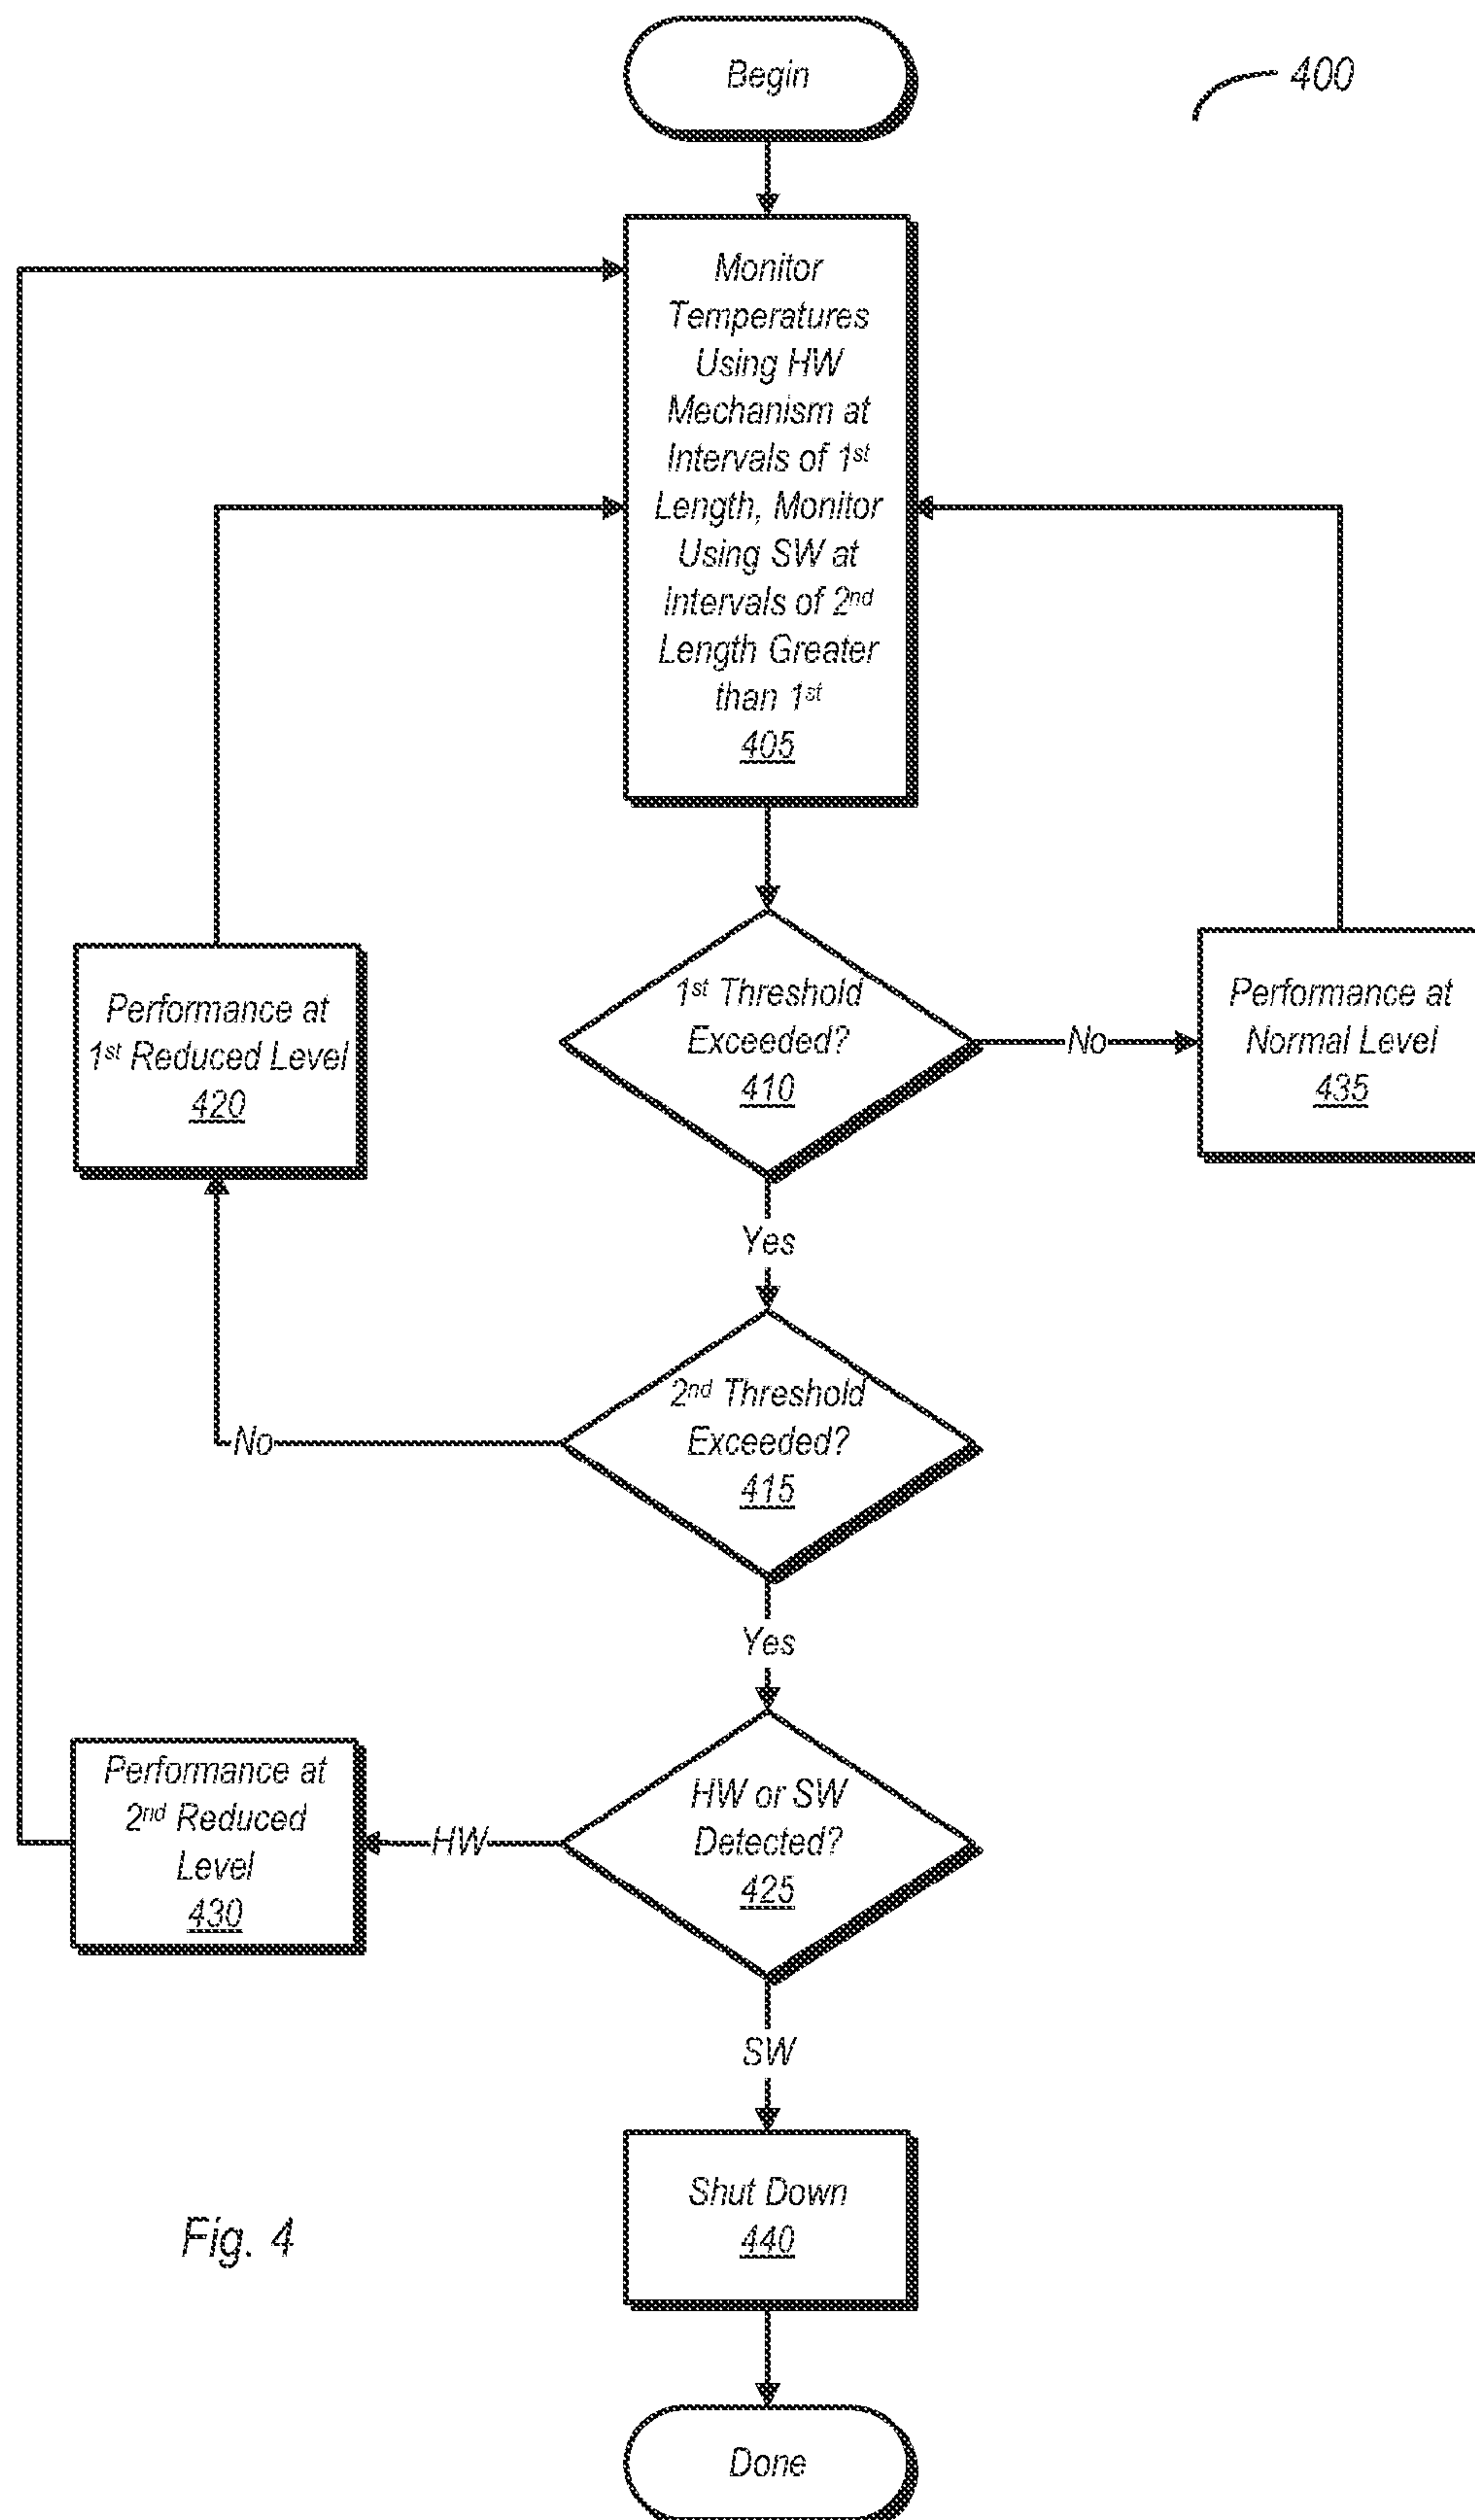 Begin
400
Monitor
Temperatures
Using HW
Mechanism at
Intervals of 1st
Length, Monitor
Using SW at
Intervals of 2nd
Length Greater
than 1st
405
1st Threshold
Exceeded?
410
No
Performance at
Normal Level
435
Performance at
1st Reduced Level
420
Yes
2nd Threshold
Exceeded?
415
No
Yes
HW or SW
Detected?
425
HW
Performance at
2nd Reduced
Level
430
SW
Shut Down
440
Fig. 4
Done